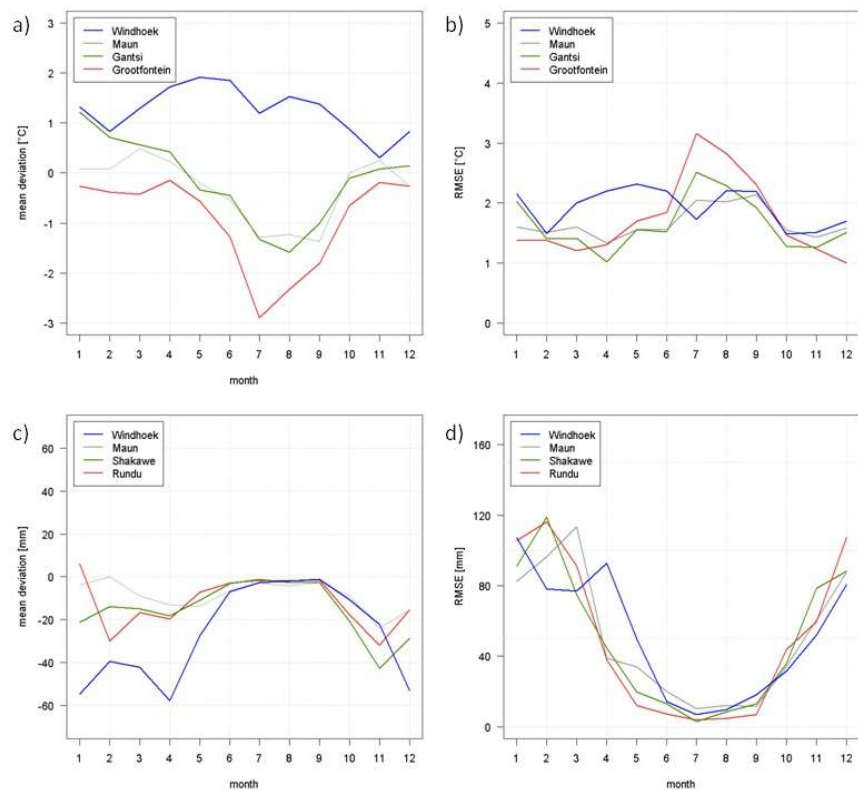 a)
Windhoek
Maun
Gantsi
Grootfontein
mean deviation [°C]
3
2
1
0
-1
-2
-3
1 2 3 4 5 6 7 8 9 10 11 12
month
b)
Windhoek
Maun
Gantsi
Grootfontein
RMSE [°C]
5
4
3
2
1
0
1 2 3 4 5 6 7 8 9 10 11 12
c)
Windhoek
Maun
Shakawe
Rundu
mean deviation [mm]
60
40
20
0
-20
-40
-60
1 2 3 4 5 6 7 8 9 10 11 12
month
d)
Windhoek
Maun
Shakawe
Rundu
RMSE [mm]
160
120
80
40
0
1 2 3 4 5 6 7 8 9 10 11 12
month